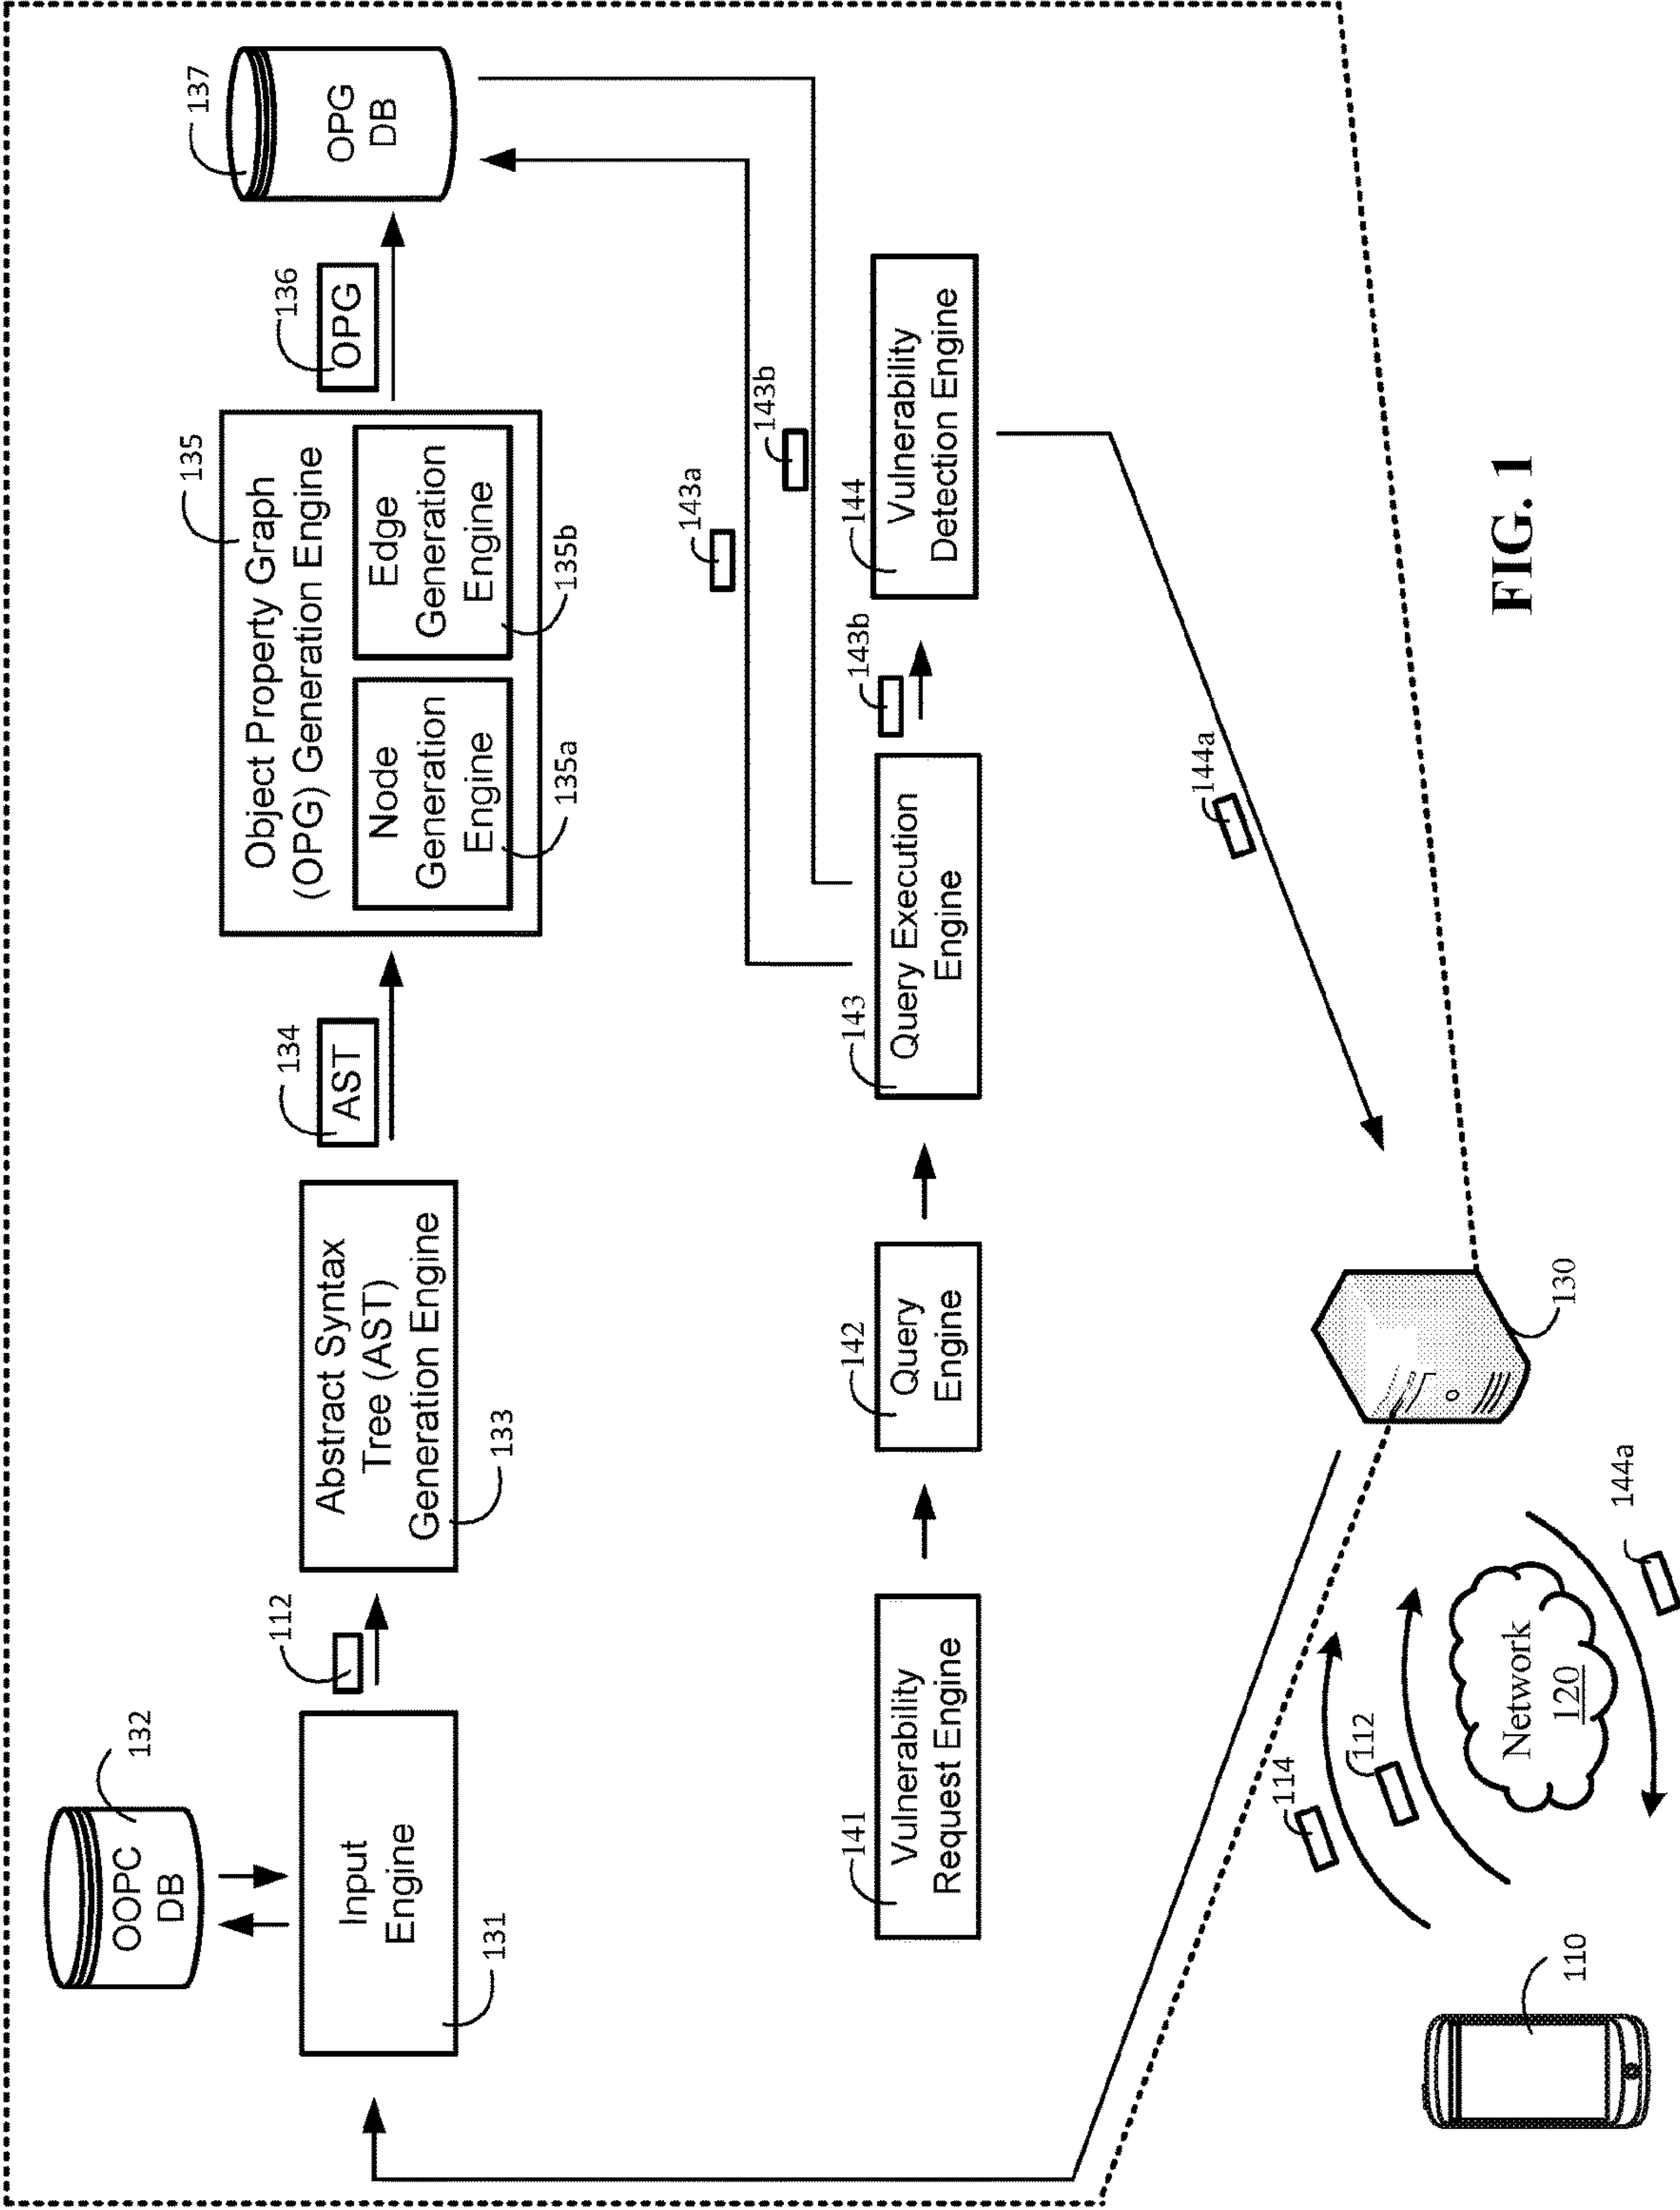 132
OOPC
DB
Input
Engine
131
112
Abstract Syntax
Tree (AST)
Generation Engine
133
134
AST
135
Object Property Graph
(OPG) Generation Engine
Node
Generation
Engine
135a
Edge
Generation
Engine
135b
136
OPG
137
OPG
DB
143a
143b
141
Vulnerability
Request Engine
142
Query
Engine
143
Query Execution
Engine
143b
144
Vulnerability
Detection Engine
144a
110
114
112
Network
120
144a
130
FIG. 1